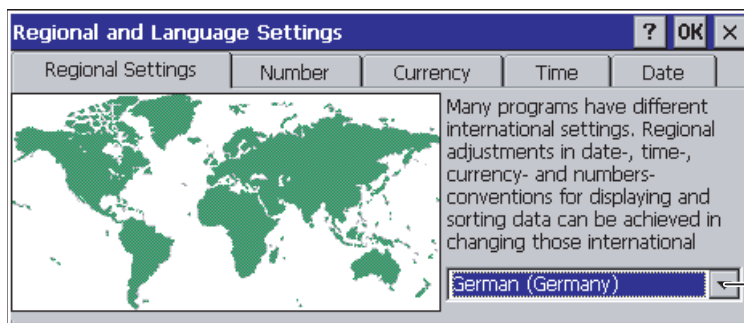 Regional and Language Settings ? OK ×
Regional Settings Number Currency Time Date
Many programs have different
international settings. Regional
adjustments in date-, time-,
currency- and numbers-
conventions for displaying and
sorting data can be achieved in
changing those international
German (Germany)